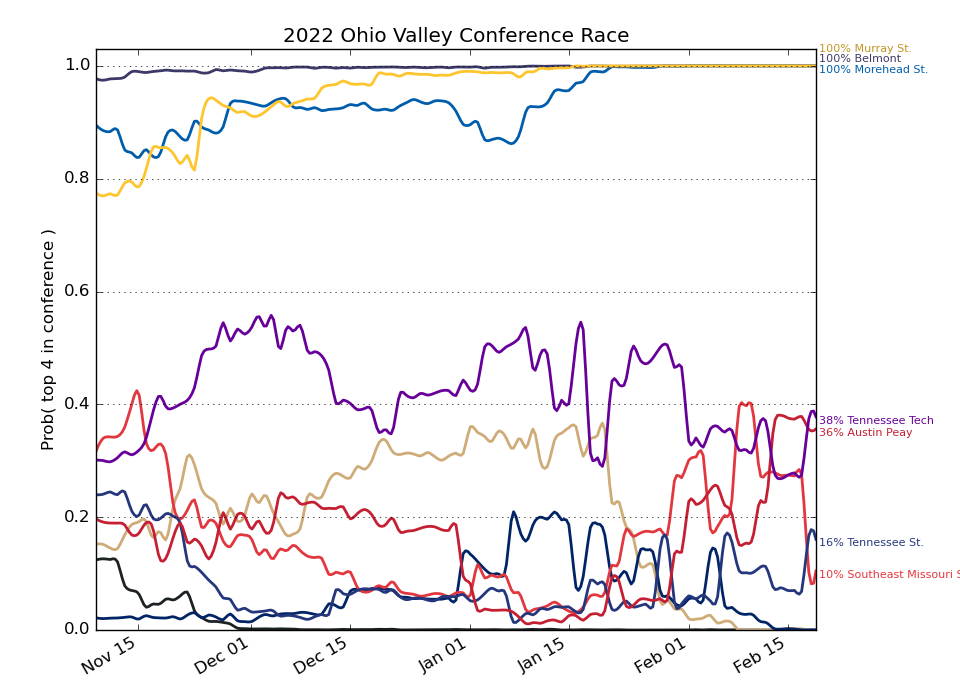 2022 Ohio Valley Conference Race
100% Murray St.
100% Belmont
100% Morehead St.
1.0
0.8
0.6
0.4
0.2
0.0
Prob( top 4 in conference )
38% Tennessee Tech
36% Austin Peay
16% Tennessee St.
10% Southeast Missouri S
Nov 15
Dec 01
Dec 15
Jan 01
Jan 15
Feb 01
Feb 15